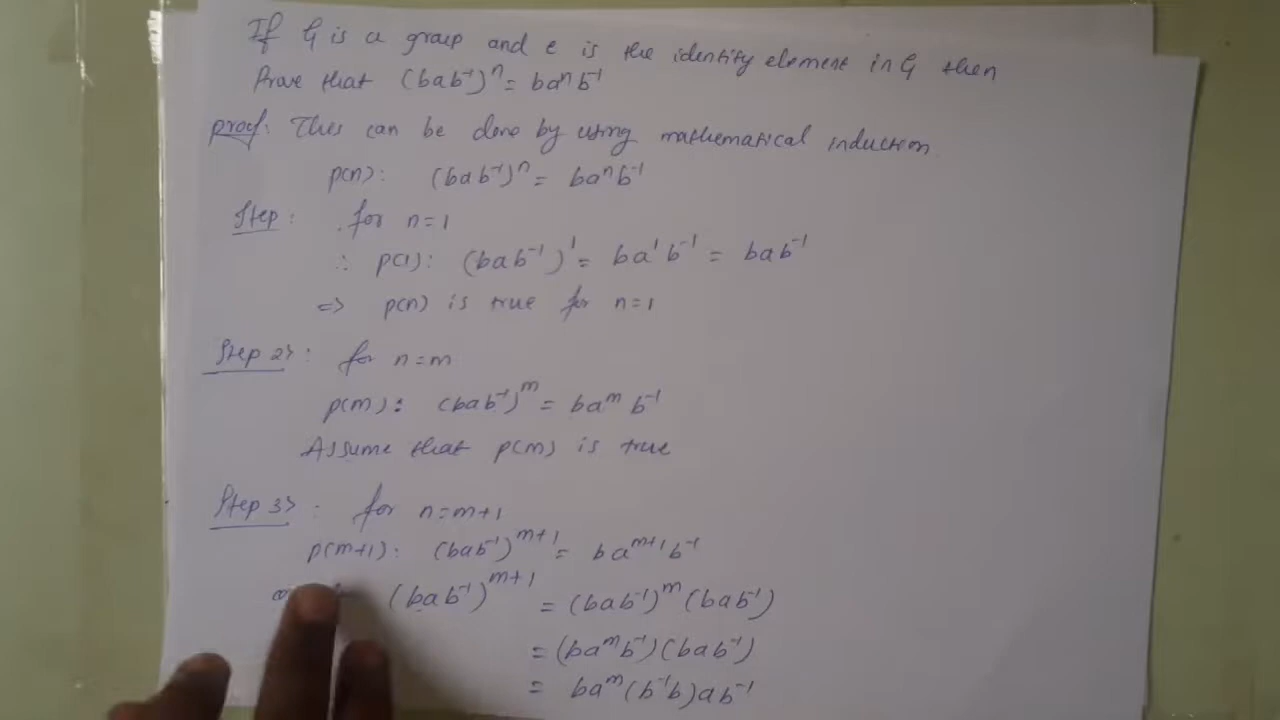 If G is a group and e is the identity element in G then
Prove that (bab⁻¹)ⁿ = baⁿb⁻¹
proof: This can be done by using mathematical induction.
p(n): (bab⁻¹)ⁿ = baⁿb⁻¹
Step : for n=1
∴ p(1): (bab⁻¹)¹ = ba¹b⁻¹ = bab⁻¹
⇒ p(n) is true for n=1
Step 2> : for n=m
p(m): (bab⁻¹)ᵐ = baᵐ b⁻¹
Assume that p(m) is true
Step 3> : for n=m+1
p(m+1): (bab⁻¹)ᵐ⁺¹ = baᵐ⁺¹b⁻¹
(bab⁻¹)ᵐ⁺¹ = (bab⁻¹)ᵐ(bab⁻¹)
= (baᵐb⁻¹)(bab⁻¹)
= baᵐ(b⁻¹b)ab⁻¹